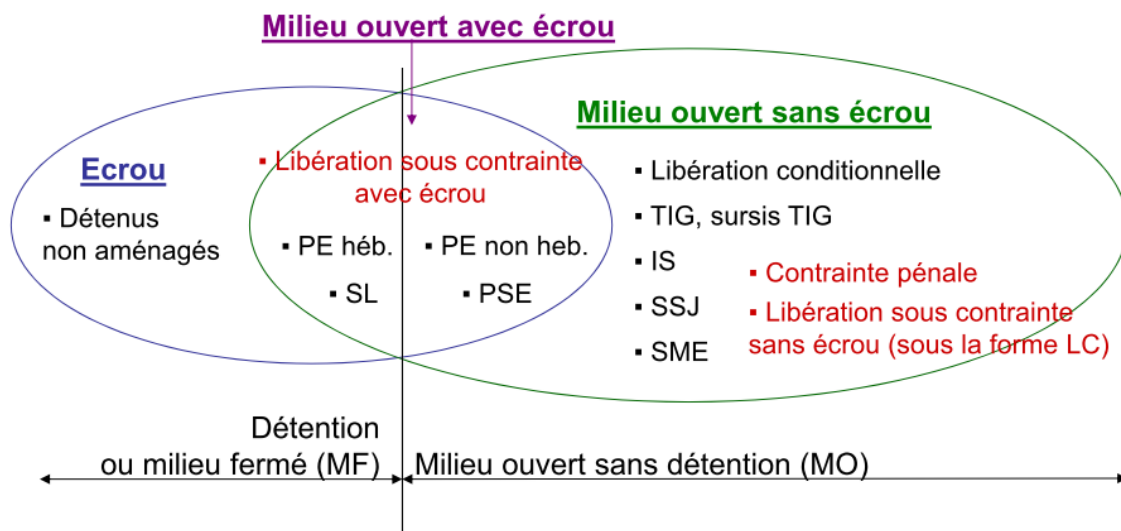 Milieu ouvert avec écrou
Milieu ouvert sans écrou
Ecrou
▪ Détenus
non aménagés
▪ Libération sous contrainte
avec écrou
▪ PE héb.
▪ PE non heb.
▪ SL
▪ PSE
▪ Libération conditionnelle
▪ TIG, sursis TIG
▪ IS
▪ SSJ
▪ SME
▪ Contrainte pénale
▪ Libération sous contrainte
sans écrou (sous la forme LC)
Détention
ou milieu fermé (MF)
Milieu ouvert sans détention (MO)